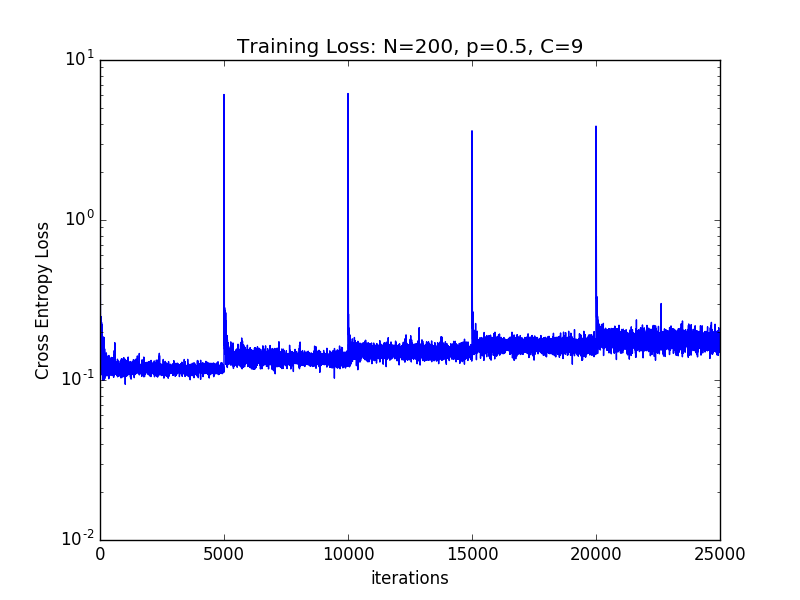 Training Loss: N=200, p=0.5, C=9
10^1
10^0
10^-1
10^-2
Cross Entropy Loss
0 5000 10000 15000 20000 25000
iterations